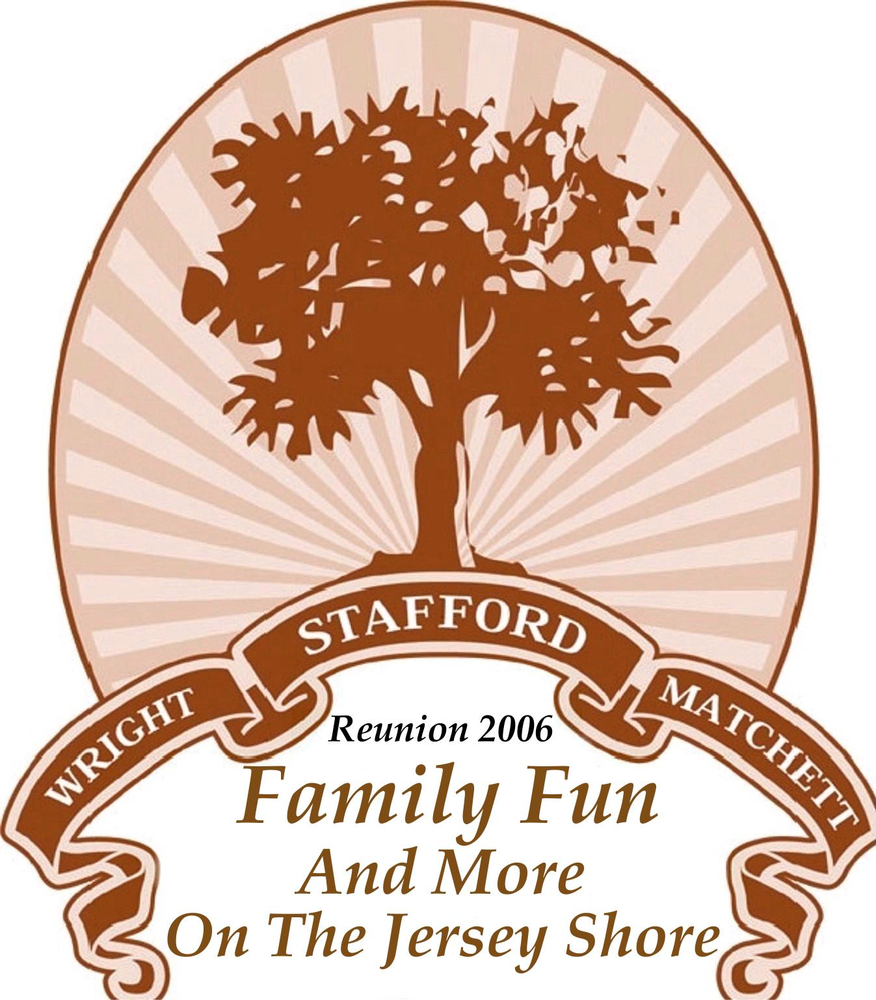 STAFFORD
WRIGHT
MATCHETT
Reunion 2006
Family Fun
And More
On The Jersey Shore